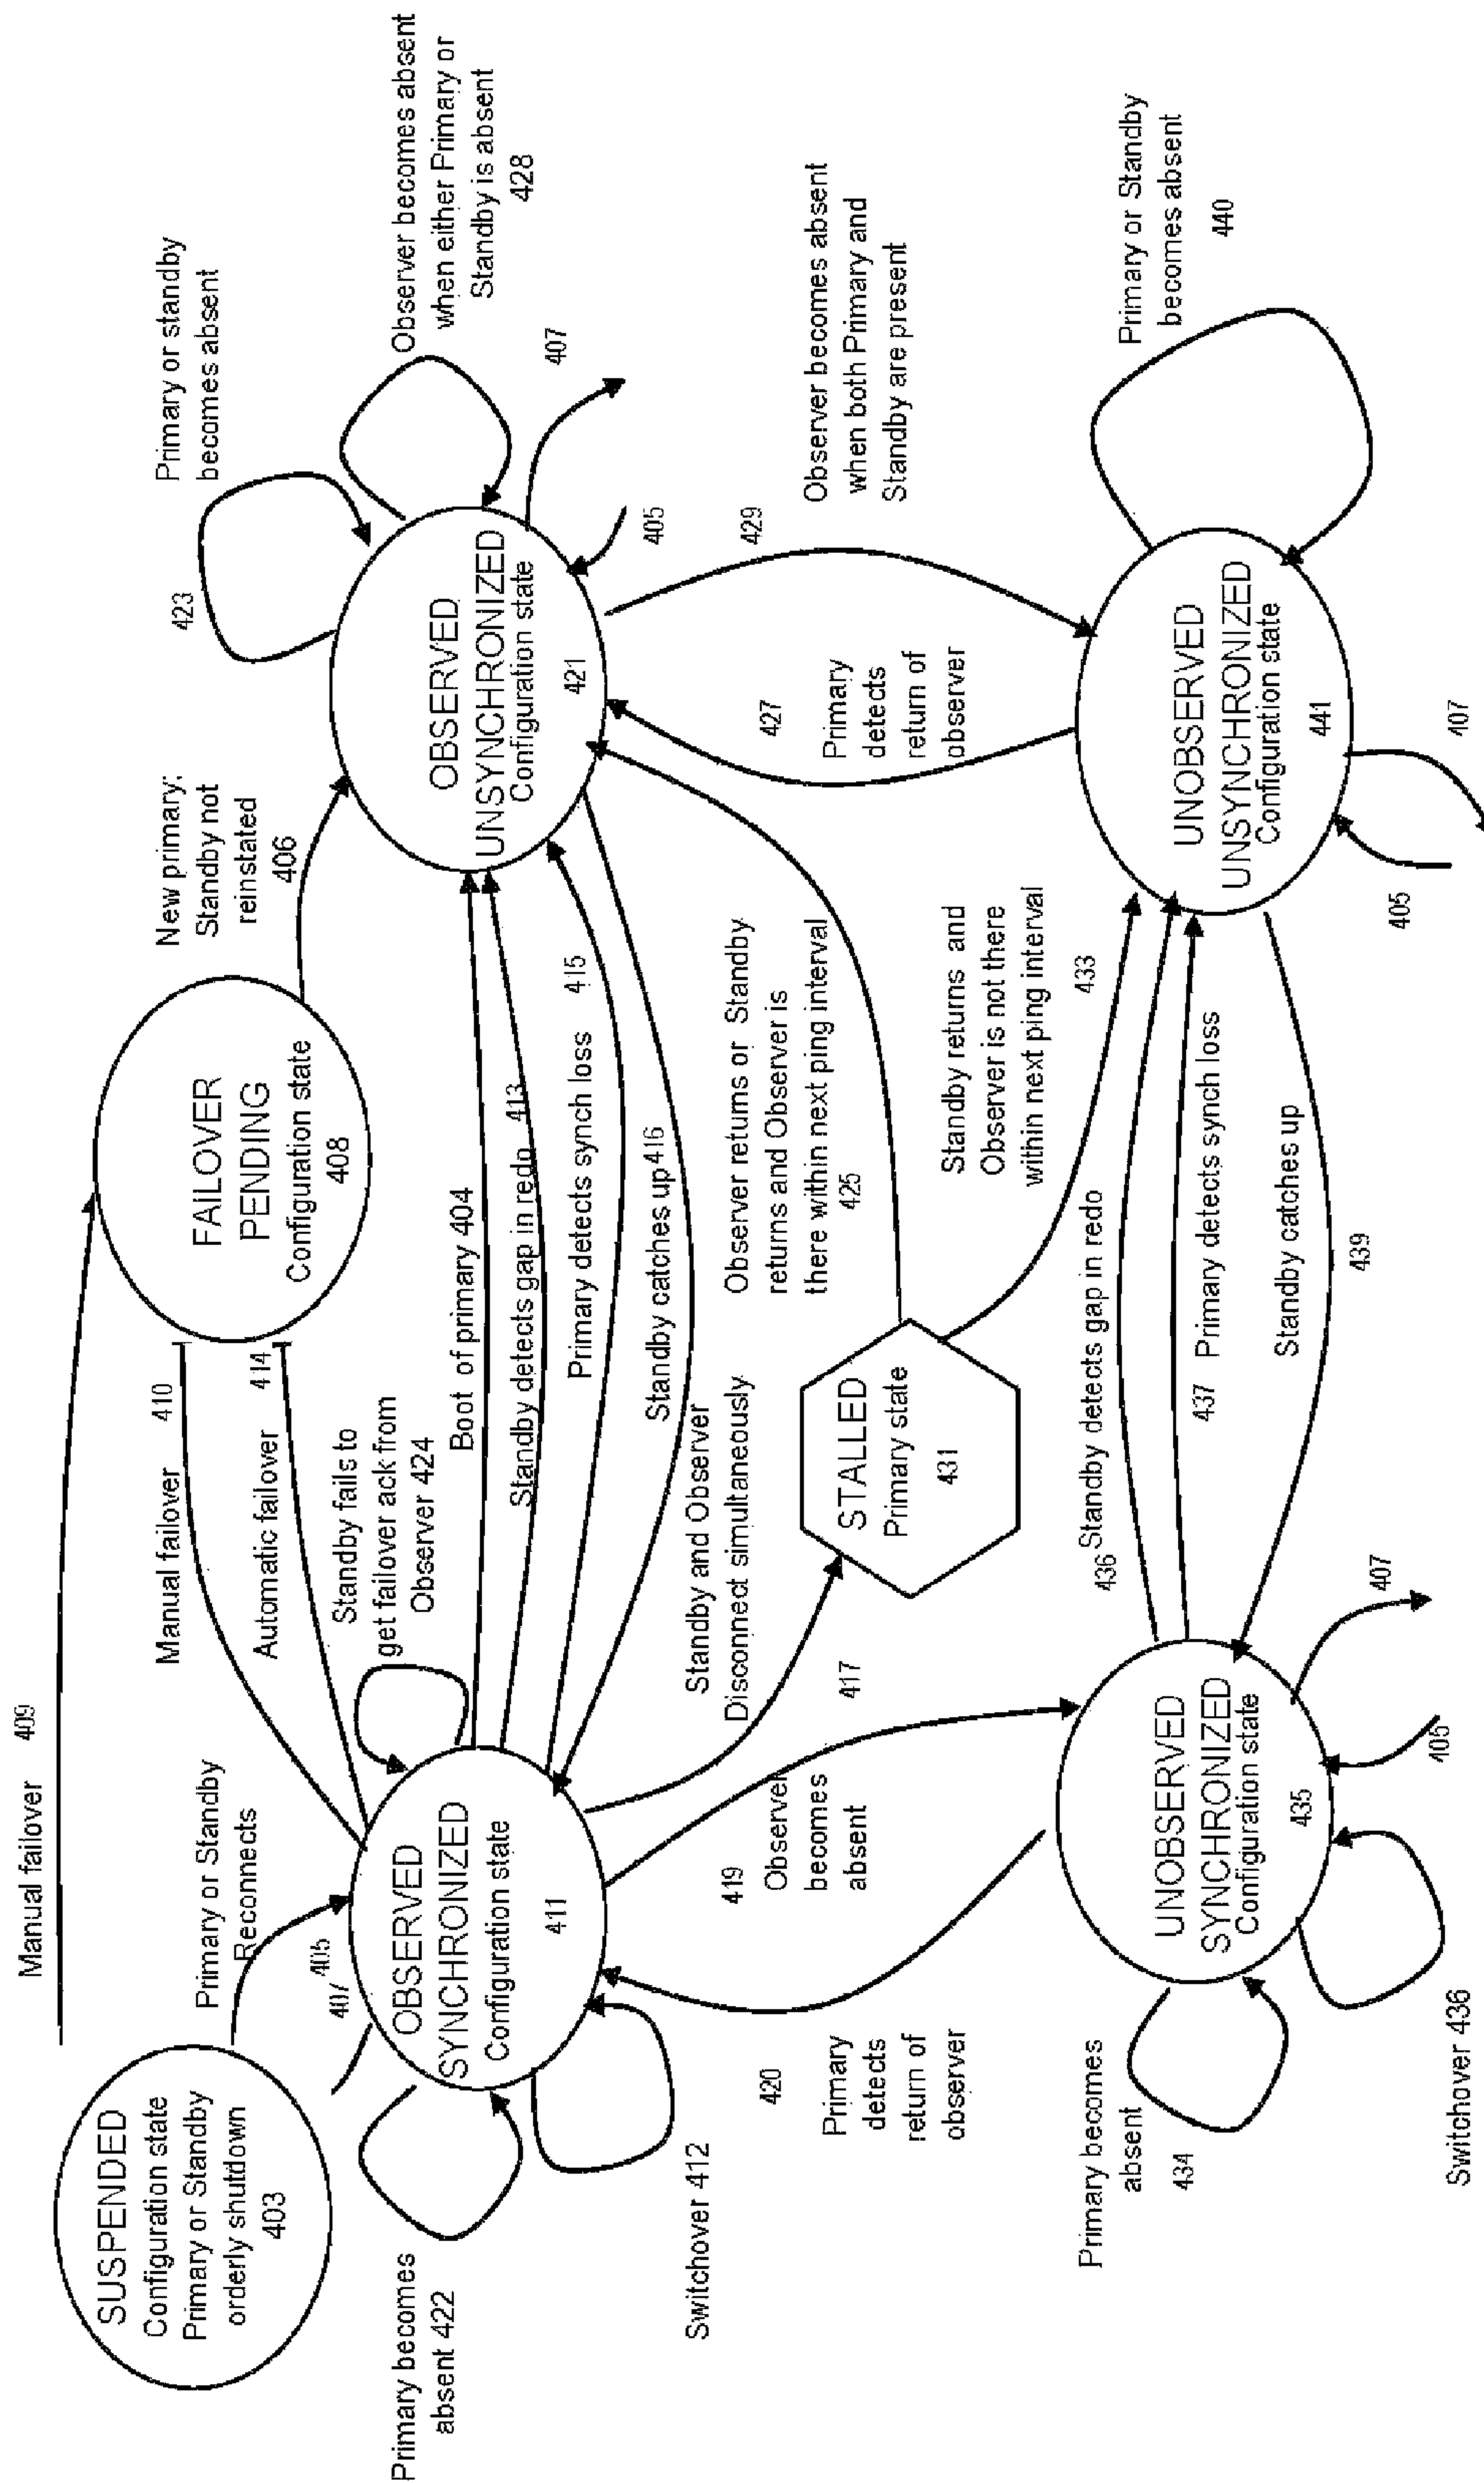 Manual failover 409
SUSPENDED
Configuration state
Primary or Standby
orderly shutdown
403
Primary or Standby
Reconnects
407
405
Manual failover 410
Automatic failover 414
FAILOVER
PENDING
Configuration state
408
New primary:
Standby not
reinstated
406
423
Primary or standby
becomes absent
Observer becomes absent
when either Primary or
Standby is absent
428
407
405
OBSERVED
UNSYNCHRONIZED
Configuration state
421
Standby fails to
get failover ack from
Observer 424
Boot of primary 404
Standby detects gap in redo 413
Primary detects synch loss 415
Standby catches up 416
OBSERVED
SYNCHRONIZED
Configuration state
411
Primary becomes
absent 422
Switchover 412
Standby and Observer
Disconnect simultaneously
417
Observer returns or Standby
returns and Observer is
there within next ping interval
425
427
Primary
detects
return of
observer
429
Observer becomes absent
when both Primary and
Standby are present
STALLED
Primary state
431
Standby returns and
Observer is not there
within next ping interval
433
419 Observer
becomes
absent
420
Primary
detects
return of
observer
436 Standby detects gap in redo
437 Primary detects synch loss
Standby catches up
439
UNOBSERVED
UNSYNCHRONIZED
Configuration state
441
Primary or Standby
becomes absent
440
405
407
UNOBSERVED
SYNCHRONIZED
Configuration state
435
Primary becomes
absent
434
407
405
Switchover 436